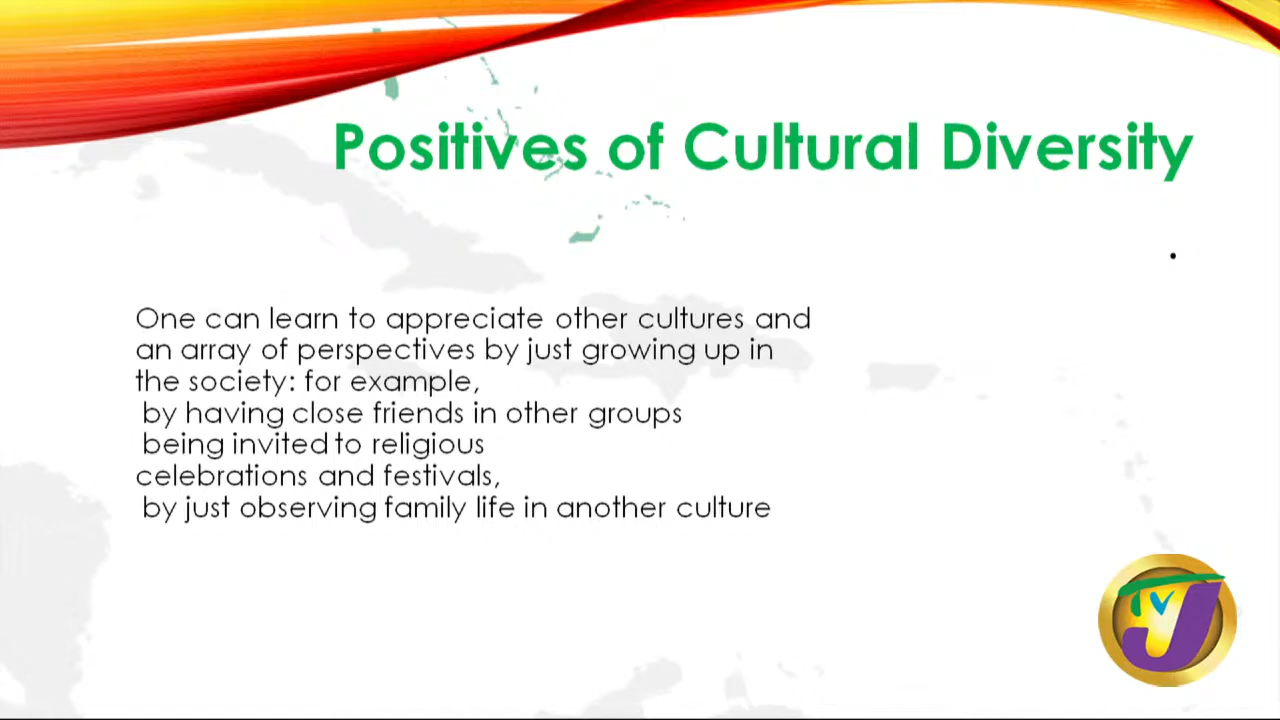 Positives of Cultural Diversity
•
One can learn to appreciate other cultures and
an array of perspectives by just growing up in
the society: for example,
by having close friends in other groups
being invited to religious
celebrations and festivals,
by just observing family life in another culture
TVJ